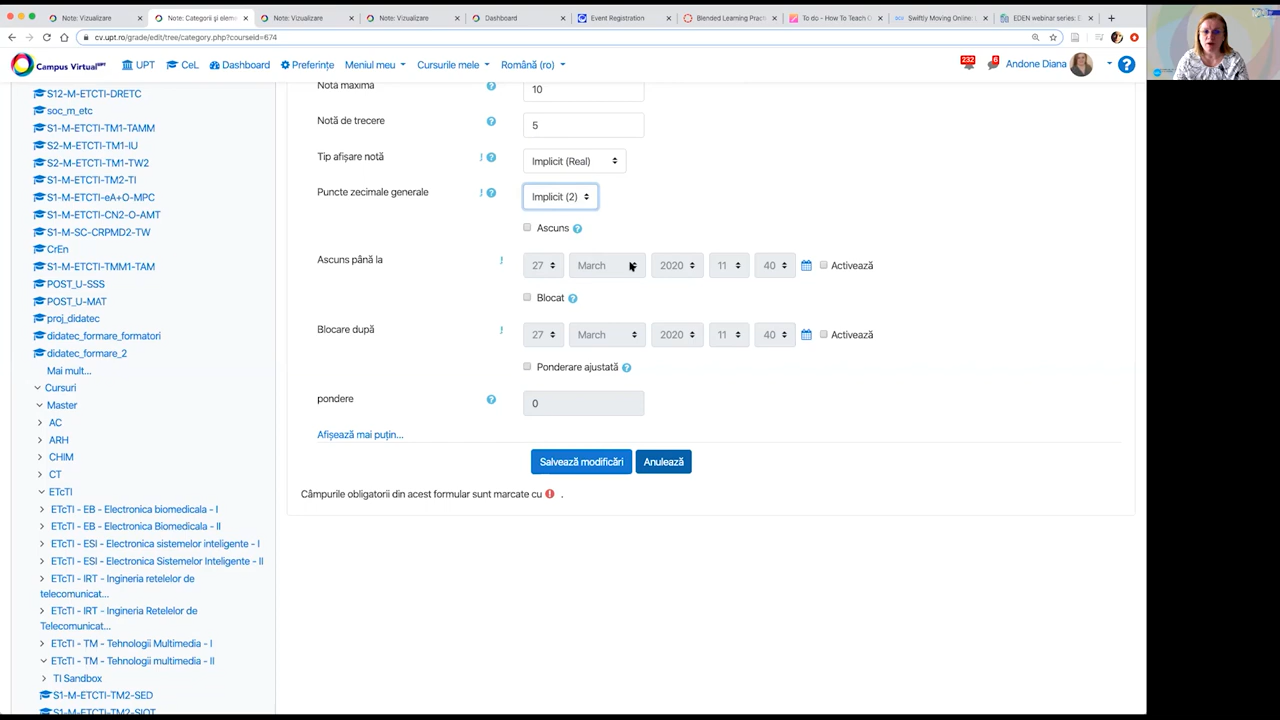 Note: Vizualizare
Note: Categorii și eleme
Note: Vizualizare
Note: Vizualizare
Dashboard
Event Registration
Blended Learning Pract
To do - How To Teach O
Swiftly Moving Online: L
EDEN webinar series: E
cv.upt.ro/grade/edit/tree/category.php?courseid=674
Campus Virtual UPT
UPT
CeL
Dashboard
Preferințe
Meniul meu
Cursurile mele
Română (ro)
232
6
Andone Diana
S12-M-ETCTI-DRETC
soc_m_etc
S1-M-ETCTI-TM1-TAMM
S2-M-ETCTI-TM1-IU
S2-M-ETCTI-TM1-TW2
S1-M-ETCTI-TM2-TI
S1-M-ETCTI-eA+O-MPC
S1-M-ETCTI-CN2-O-AMT
S1-M-SC-CRPMD2-TW
CrEn
S1-M-ETCTI-TMM1-TAM
POST_U-SSS
POST_U-MAT
proj_didatec
didatec_formare_formatori
didatec_formare_2
Mai mult...
Cursuri
Master
AC
ARH
CHIM
CT
ETcTI
ETcTI - EB - Electronica biomedicala - I
ETcTI - EB - Electronica Biomedicala - II
ETcTI - ESI - Electronica sistemelor inteligente - I
ETcTI - ESI - Electronica Sistemelor Inteligente - II
ETcTI - IRT - Ingineria retelelor de
telecomunicat...
ETcTI - IRT - Ingineria Retelelor de
Telecomunicat...
ETcTI - TM - Tehnologii Multimedia - I
ETcTI - TM - Tehnologii multimedia - II
TI Sandbox
S1-M-ETCTI-TM2-SED
S1-M-ETCTI-TM2-SIOT
Nota maximă
10
Notă de trecere
5
Tip afișare notă
Implicit (Real)
Puncte zecimale generale
Implicit (2)
Ascuns
Ascuns până la
27 March 2020 11 40 Activează
Blocat
Blocare după
27 March 2020 11 40 Activează
Ponderare ajustată
pondere
0
Afișează mai puțin...
Salvează modificări
Anulează
Câmpurile obligatorii din acest formular sunt marcate cu .